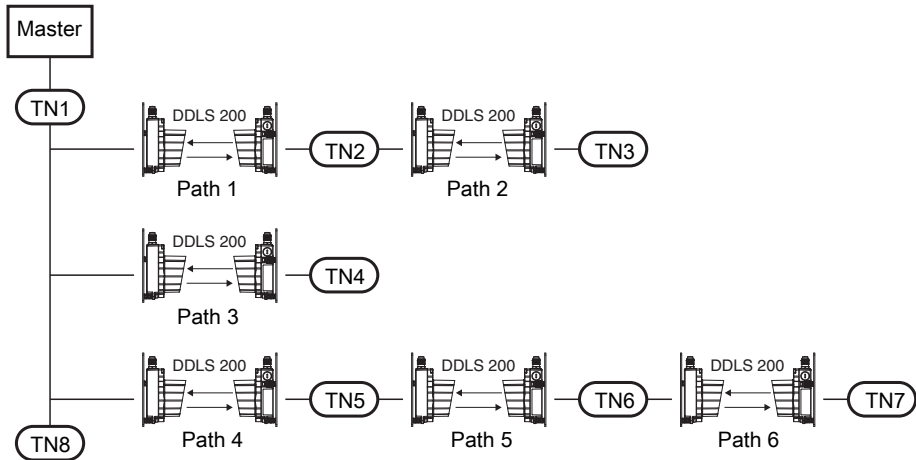 Master
TN1
DDLS 200
DDLS 200
TN2
TN3
Path 1
Path 2
DDLS 200
TN4
Path 3
DDLS 200
DDLS 200
DDLS 200
TN5
TN6
TN7
Path 4
Path 5
Path 6
TN8